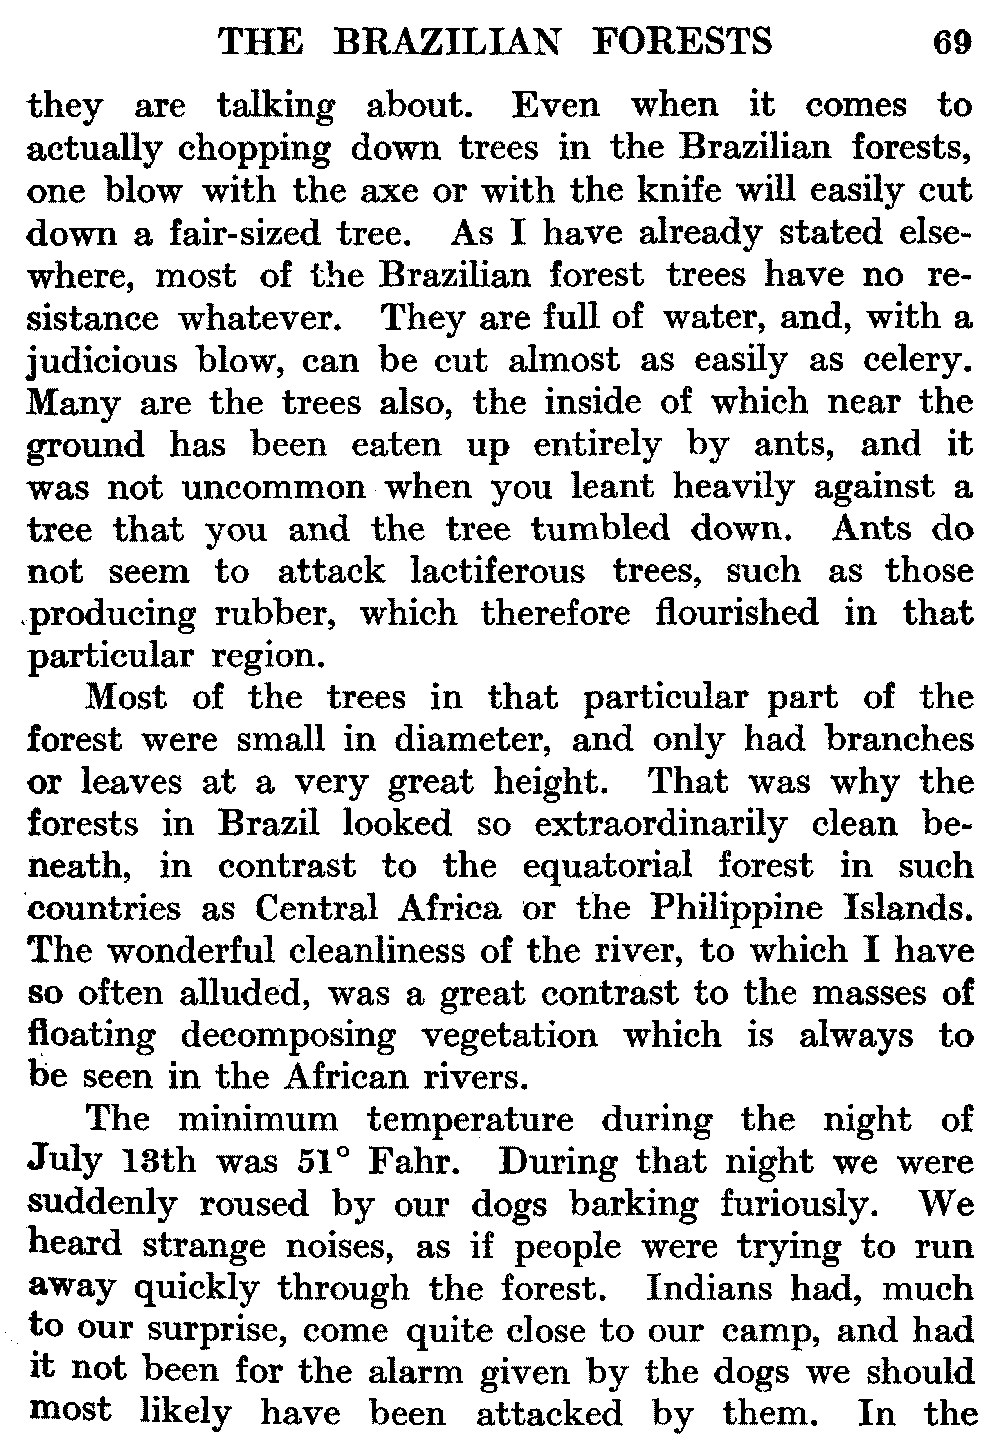 THE BRAZILIAN FORESTS 69
they are talking about. Even when it comes to
actually chopping down trees in the Brazilian forests,
one blow with the axe or with the knife will easily cut
down a fair-sized tree. As I have already stated else-
where, most of the Brazilian forest trees have no re-
sistance whatever. They are full of water, and, with a
judicious blow, can be cut almost as easily as celery.
Many are the trees also, the inside of which near the
ground has been eaten up entirely by ants, and it
was not uncommon when you leant heavily against a
tree that you and the tree tumbled down. Ants do
not seem to attack lactiferous trees, such as those
producing rubber, which therefore flourished in that
particular region.
Most of the trees in that particular part of the
forest were small in diameter, and only had branches
or leaves at a very great height. That was why the
forests in Brazil looked so extraordinarily clean be-
neath, in contrast to the equatorial forest in such
countries as Central Africa or the Philippine Islands.
The wonderful cleanliness of the river, to which I have
so often alluded, was a great contrast to the masses of
floating decomposing vegetation which is always to
be seen in the African rivers.
The minimum temperature during the night of
July 13th was 51° Fahr. During that night we were
suddenly roused by our dogs barking furiously. We
heard strange noises, as if people were trying to run
away quickly through the forest. Indians had, much
to our surprise, come quite close to our camp, and had
it not been for the alarm given by the dogs we should
most likely have been attacked by them. In the